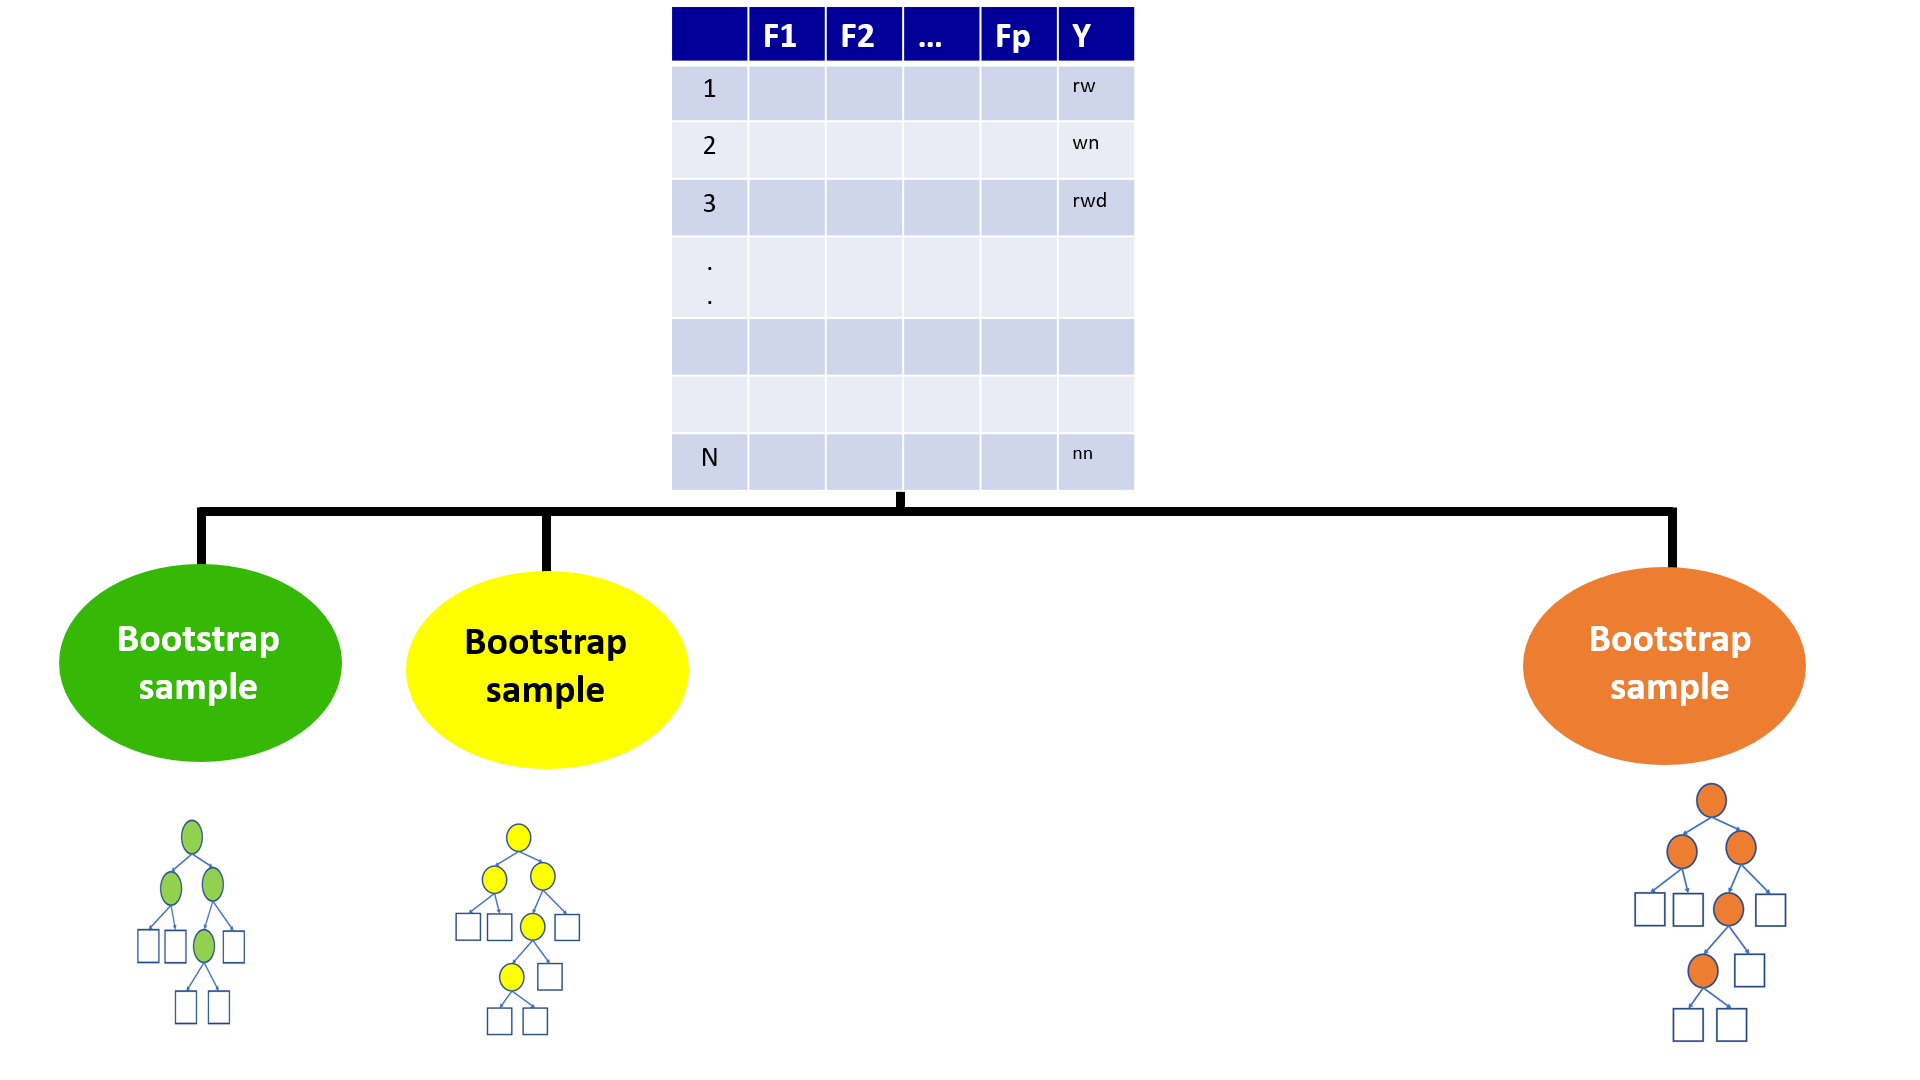 F1 F2 ... Fp Y
1 rw
2 wn
3 rwd
.
.
N nn
Bootstrap
sample
Bootstrap
sample
Bootstrap
sample